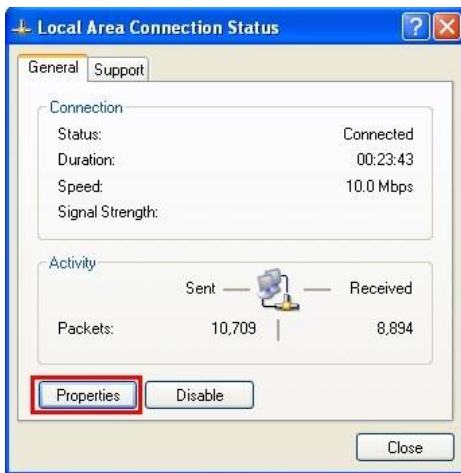 Local Area Connection Status
General Support
Connection
Status: Connected
Duration: 00:23:43
Speed: 10.0 Mbps
Signal Strength:
Activity
Sent Received
Packets: 10,709 8,894
Properties Disable
Close